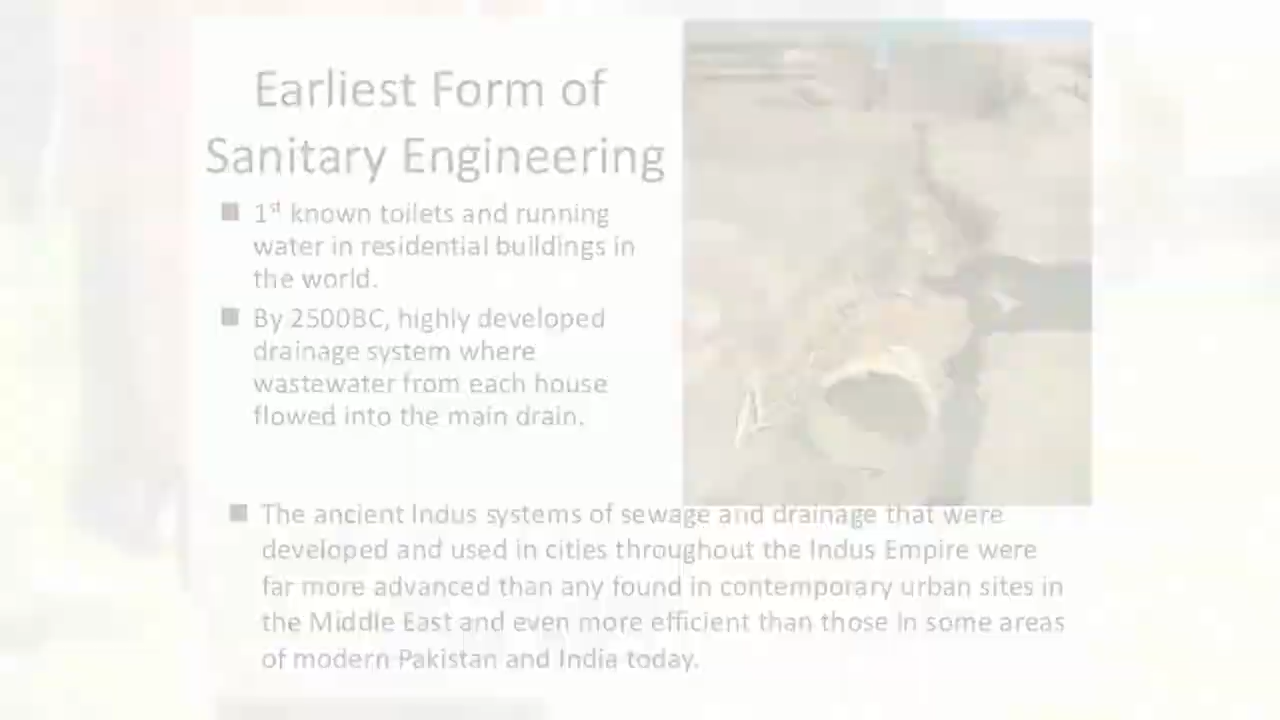 Earliest Form of
Sanitary Engineering
■ 1st known toilets and running
water in residential buildings in
the world.
■ By 2500BC, highly developed
drainage system where
wastewater from each house
flowed into the main drain.
■ The ancient Indus systems of sewage and drainage that were
developed and used in cities throughout the Indus Empire were
far more advanced than any found in contemporary urban sites in
the Middle East and even more efficient than those in some areas
of modern Pakistan and India today.